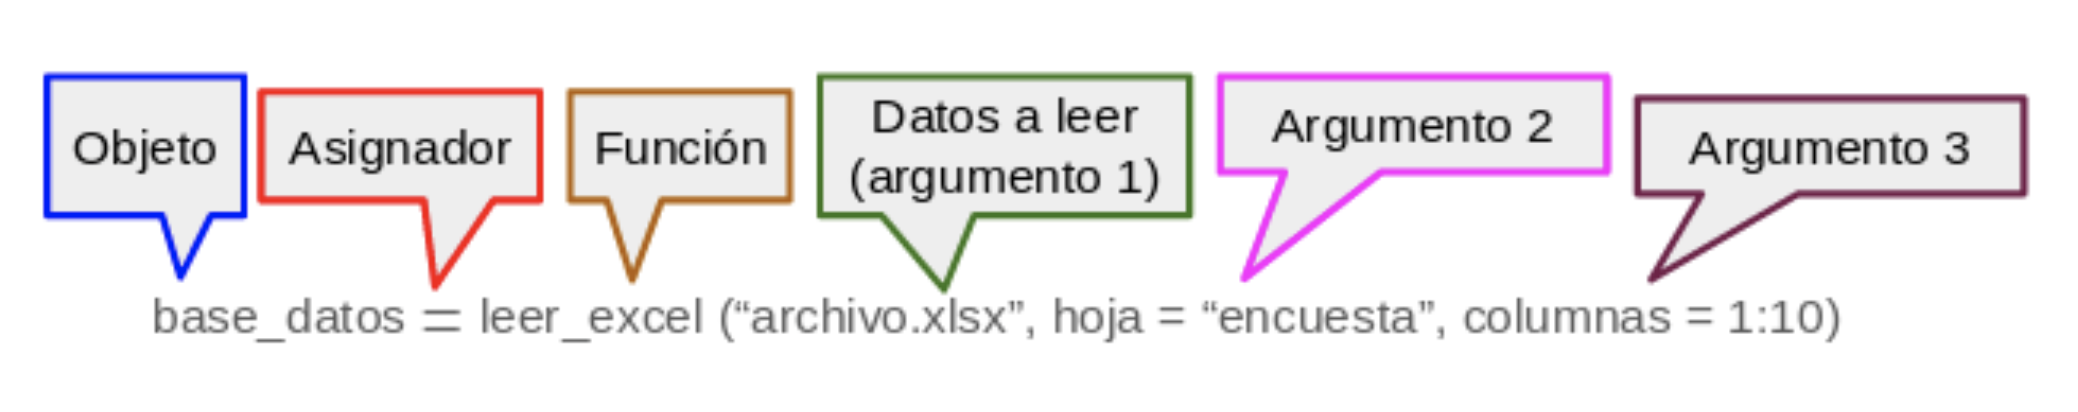 Objeto
Asignador
Función
Datos a leer
(argumento 1)
Argumento 2
Argumento 3
base_datos = leer_excel (“archivo.xlsx”, hoja = “encuesta”, columnas = 1:10)